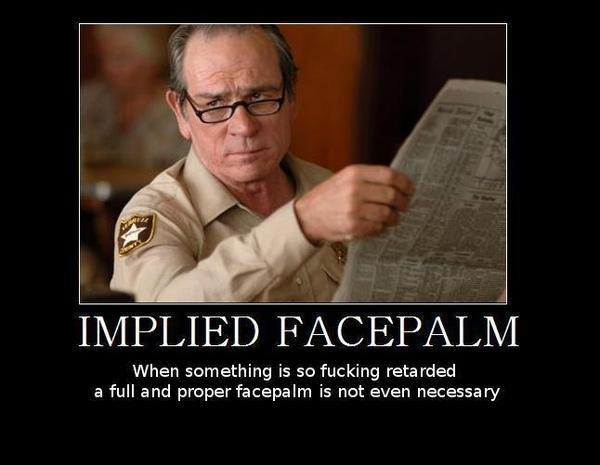 IMPLIED FACEPALM
When something is so fucking retarded
a full and proper facepalm is not even necessary